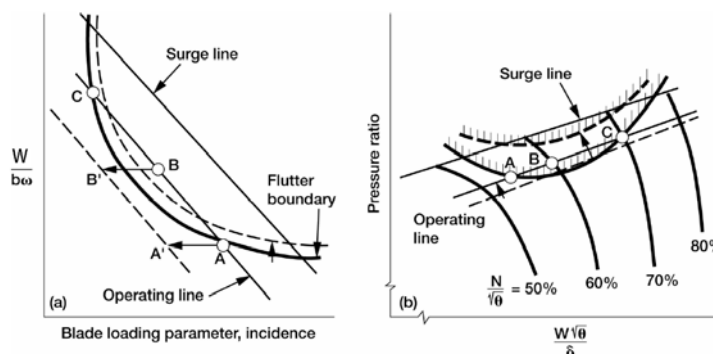 Surge line
C
W
bω
B
B'
Flutter
boundary
A'
A
(a)
Operating line
Blade loading parameter, incidence
Pressure ratio
Surge line
C
A
B
Operating
line
80%
N
√θ
= 50%
60%
70%
(b)
W√θ
δ